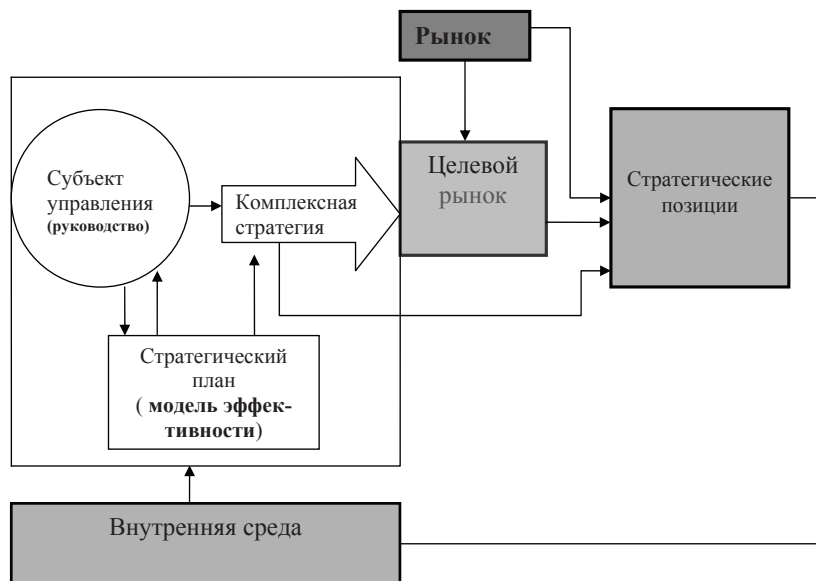 Рынок
Субъект
управления
(руководство)
Комплексная
стратегия
Целевой
рынок
Стратегические
позиции
Стратегический
план
( модель эффек-
тивности)
Внутренняя среда